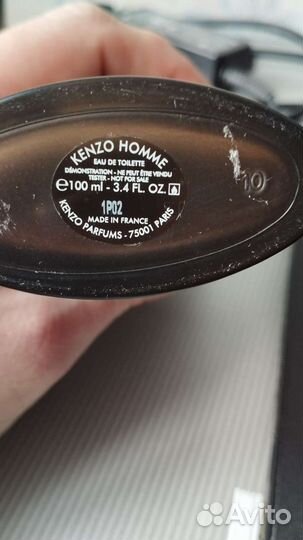 KENZO HOMME
EAU DE TOILETTE
DÉMONSTRATION - NE PEUT ÊTRE VENDU
TESTER - NOT FOR SALE
℮100 ml - 3.4 FL. OZ.
1P02
MADE IN FRANCE
KENZO PARFUMS - 75001 PARIS
10
Avito